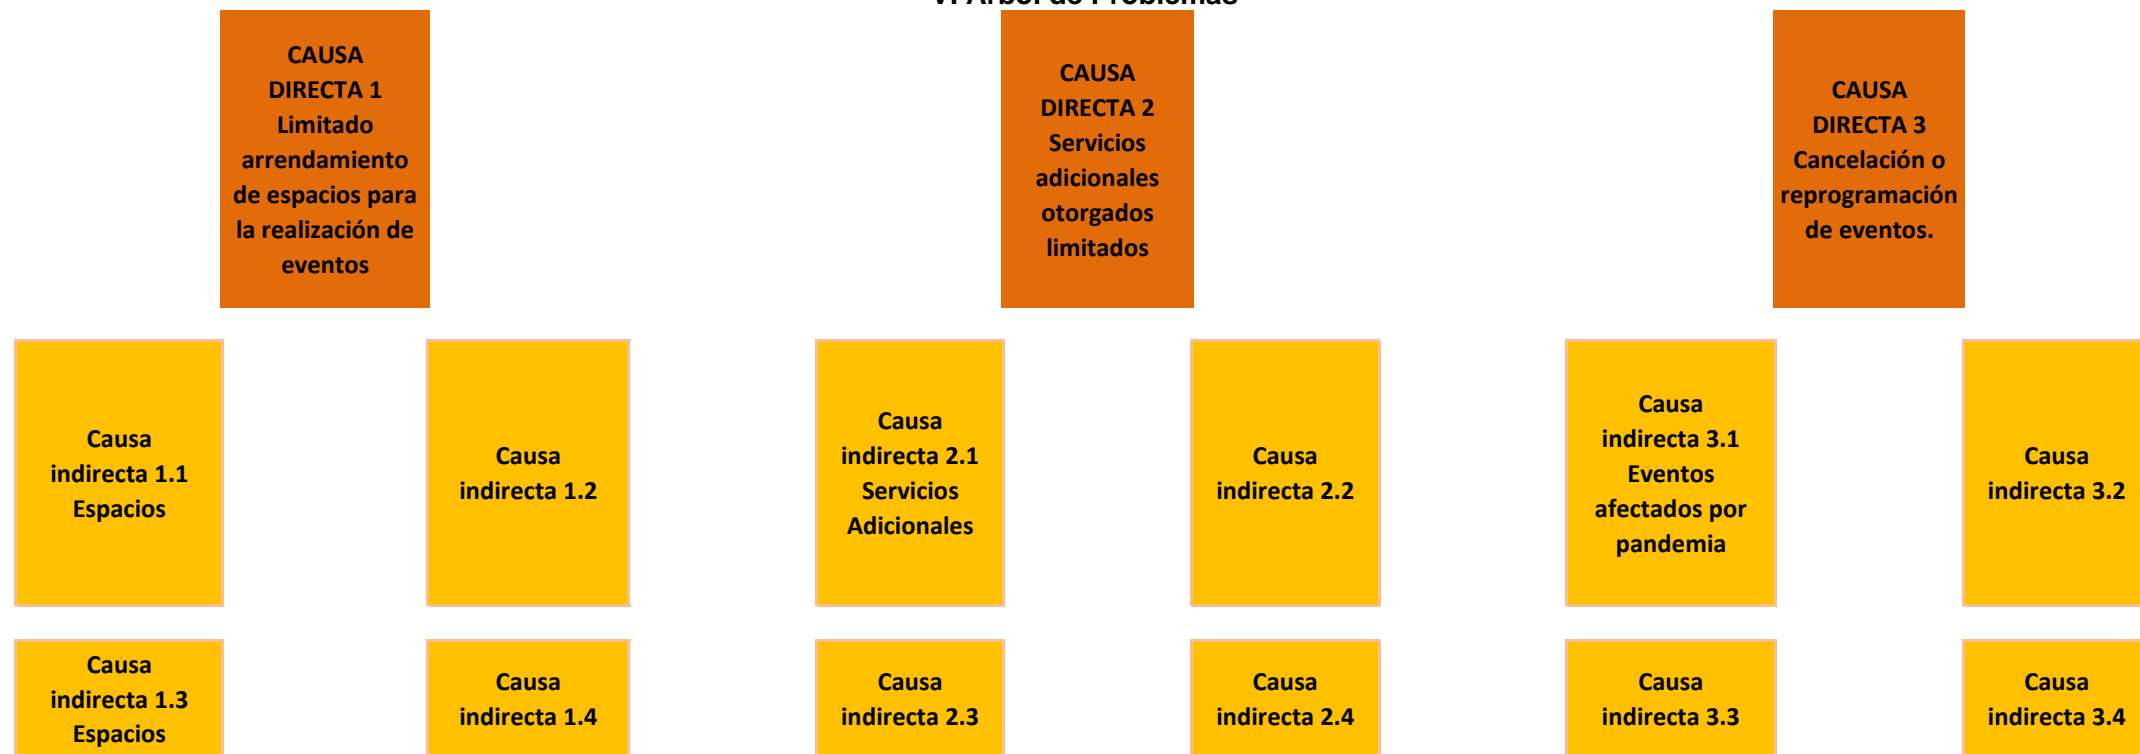 V. Árbol de Problemas
CAUSA
DIRECTA 1
Limitado
arrendamiento
de espacios para
la realización de
eventos
CAUSA
DIRECTA 2
Servicios
adicionales
otorgados
limitados
CAUSA
DIRECTA 3
Cancelación o
reprogramación
de eventos.
Causa
indirecta 1.1
Espacios
Causa
indirecta 1.2
Causa
indirecta 2.1
Servicios
Adicionales
Causa
indirecta 2.2
Causa
indirecta 3.1
Eventos
afectados por
pandemia
Causa
indirecta 3.2
Causa
indirecta 1.3
Espacios
Causa
indirecta 1.4
Causa
indirecta 2.3
Causa
indirecta 2.4
Causa
indirecta 3.3
Causa
indirecta 3.4